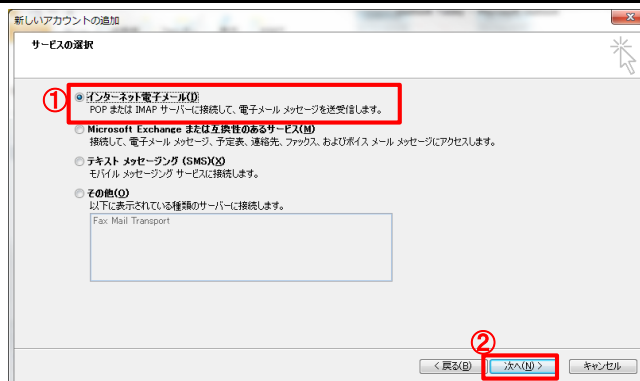 新しいアカウントの追加
サービスの選択
①
インターネット電子メール(I)
POP または IMAP サーバーに接続して、電子メール メッセージを送受信します。
Microsoft Exchange または互換性のあるサービス(M)
接続して、電子メール メッセージ、予定表、連絡先、ファックス、およびボイス メール メッセージにアクセスします。
テキスト メッセージング (SMS)(X)
モバイル メッセージング サービスに接続します。
その他(O)
以下に表示されている種類のサーバーに接続します。
Fax Mail Transport
②
< 戻る(B)
次へ(N) >
キャンセル